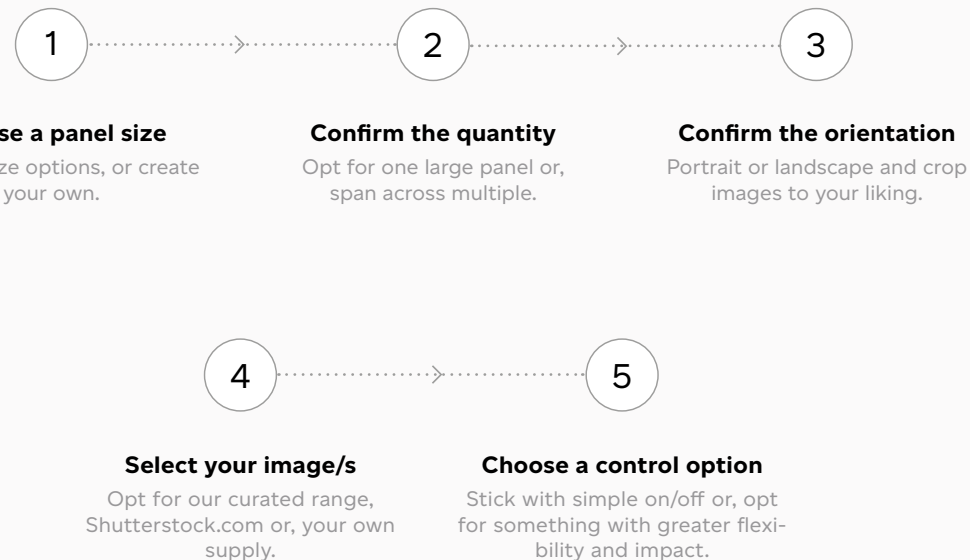 1
2
3
se a panel size
Confirm the quantity
Confirm the orientation
ze options, or create
your own.
Opt for one large panel or,
span across multiple.
Portrait or landscape and crop
images to your liking.
4
5
Select your image/s
Choose a control option
Opt for our curated range,
Shutterstock.com or, your own
supply.
Stick with simple on/off or, opt
for something with greater flexi-
bility and impact.